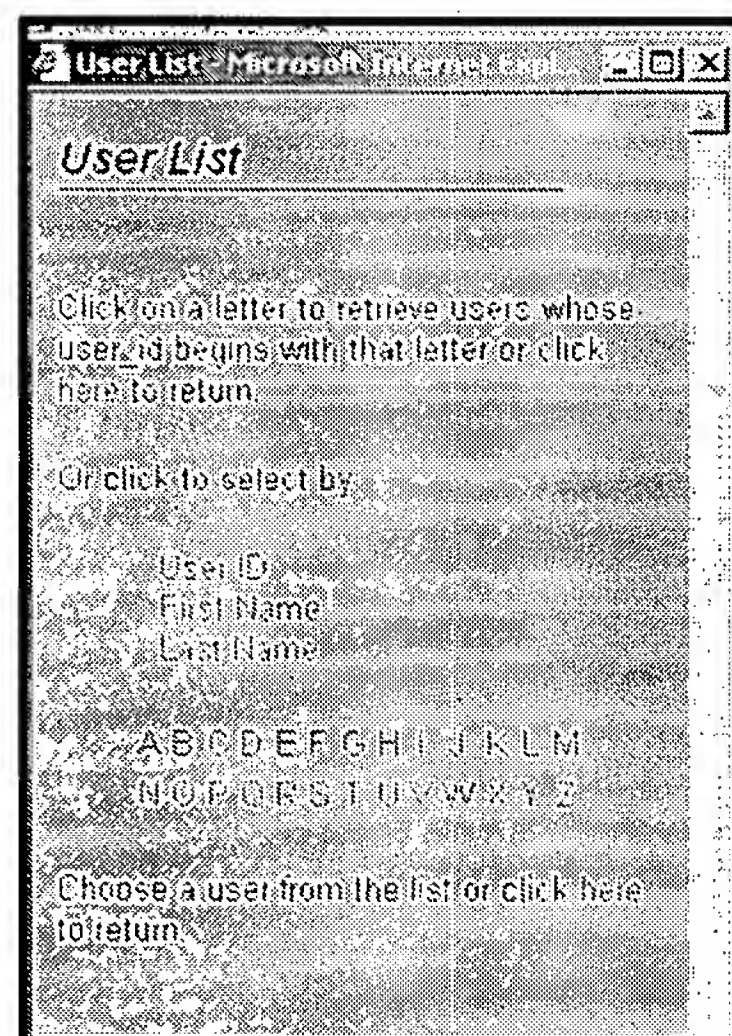 User List - Microsoft Internet Expl...
User List
Click on a letter to retrieve users whose
user_id begins with that letter or click
here to return.
Or click to select by
User ID
First Name
Last Name
A B C D E F G H I J K L M
N O P Q R S T U V W X Y Z
Choose a user from the list or click here
to return.